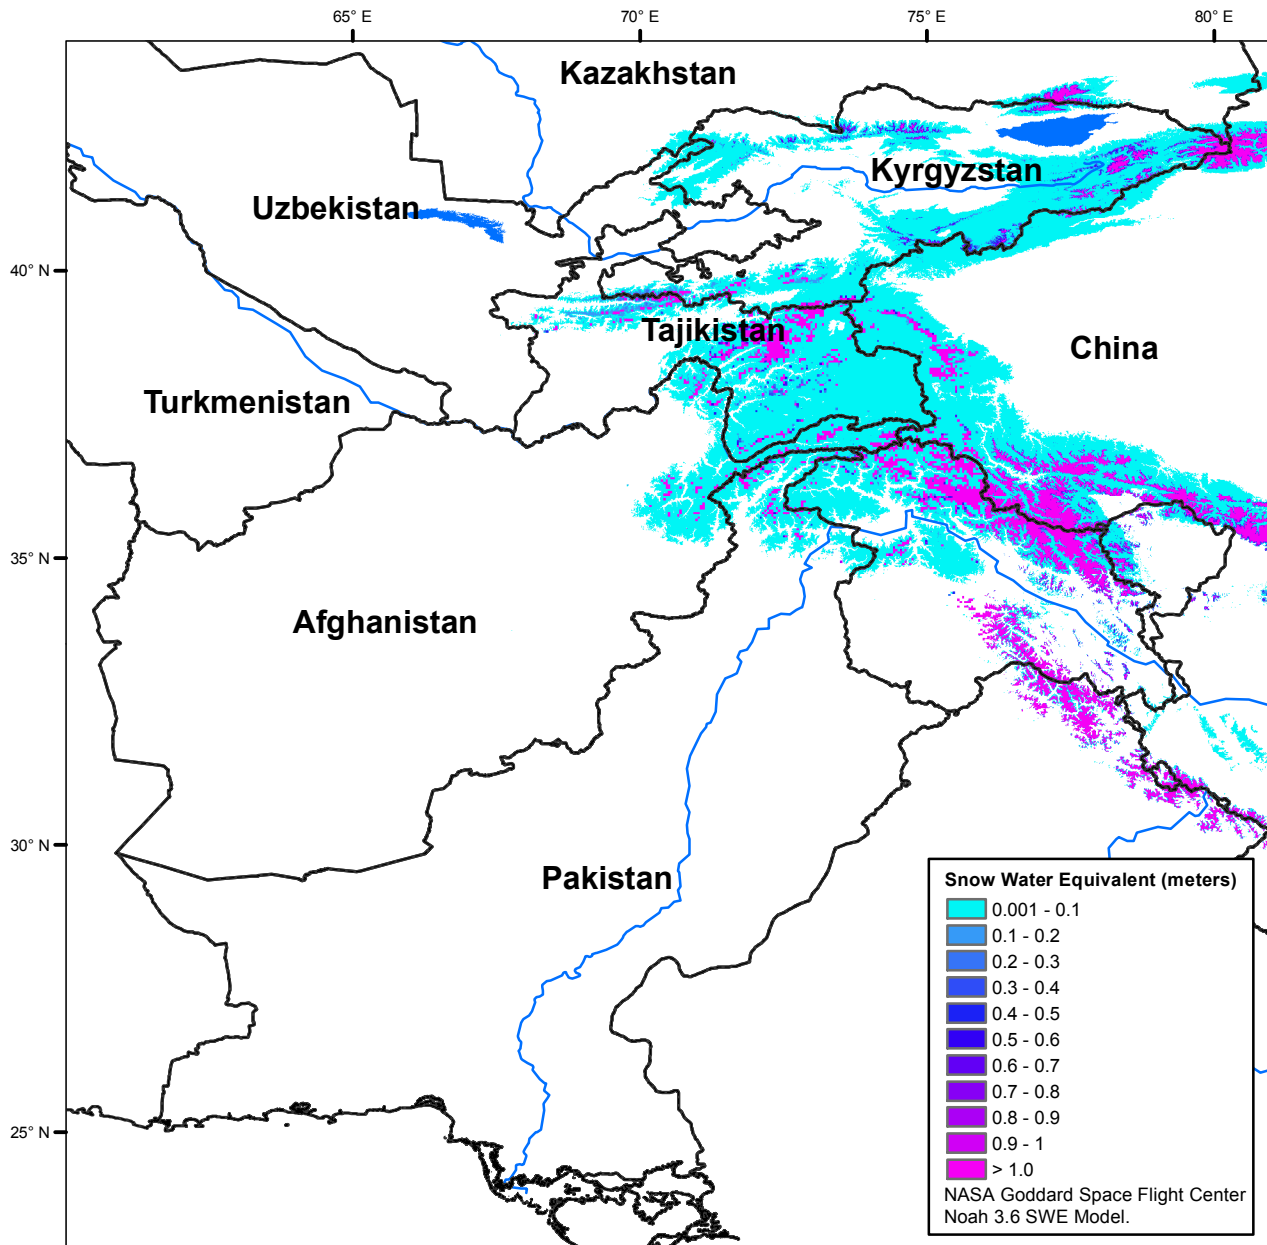 65° E
70° E
75° E
80° E
Kazakhstan
Kyrgyzstan
Uzbekistan
40° N
Tajikistan
China
Turkmenistan
35° N
Afghanistan
30° N
Pakistan
25° N
Snow Water Equivalent (meters)
0.001 - 0.1
0.1 - 0.2
0.2 - 0.3
0.3 - 0.4
0.4 - 0.5
0.5 - 0.6
0.6 - 0.7
0.7 - 0.8
0.8 - 0.9
0.9 - 1
> 1.0
NASA Goddard Space Flight Center
Noah 3.6 SWE Model.